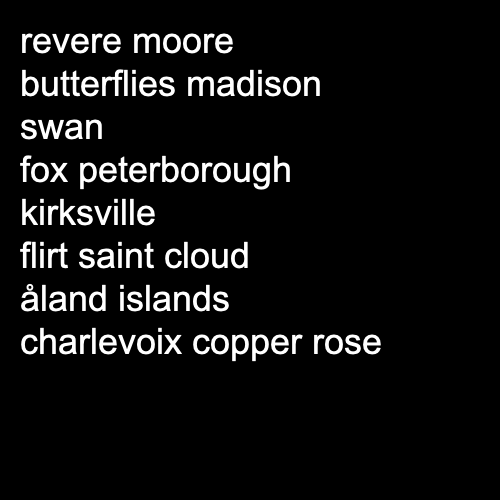 revere moore
butterflies madison
swan
fox peterborough
kirksville
flirt saint cloud
åland islands
charlevoix copper rose